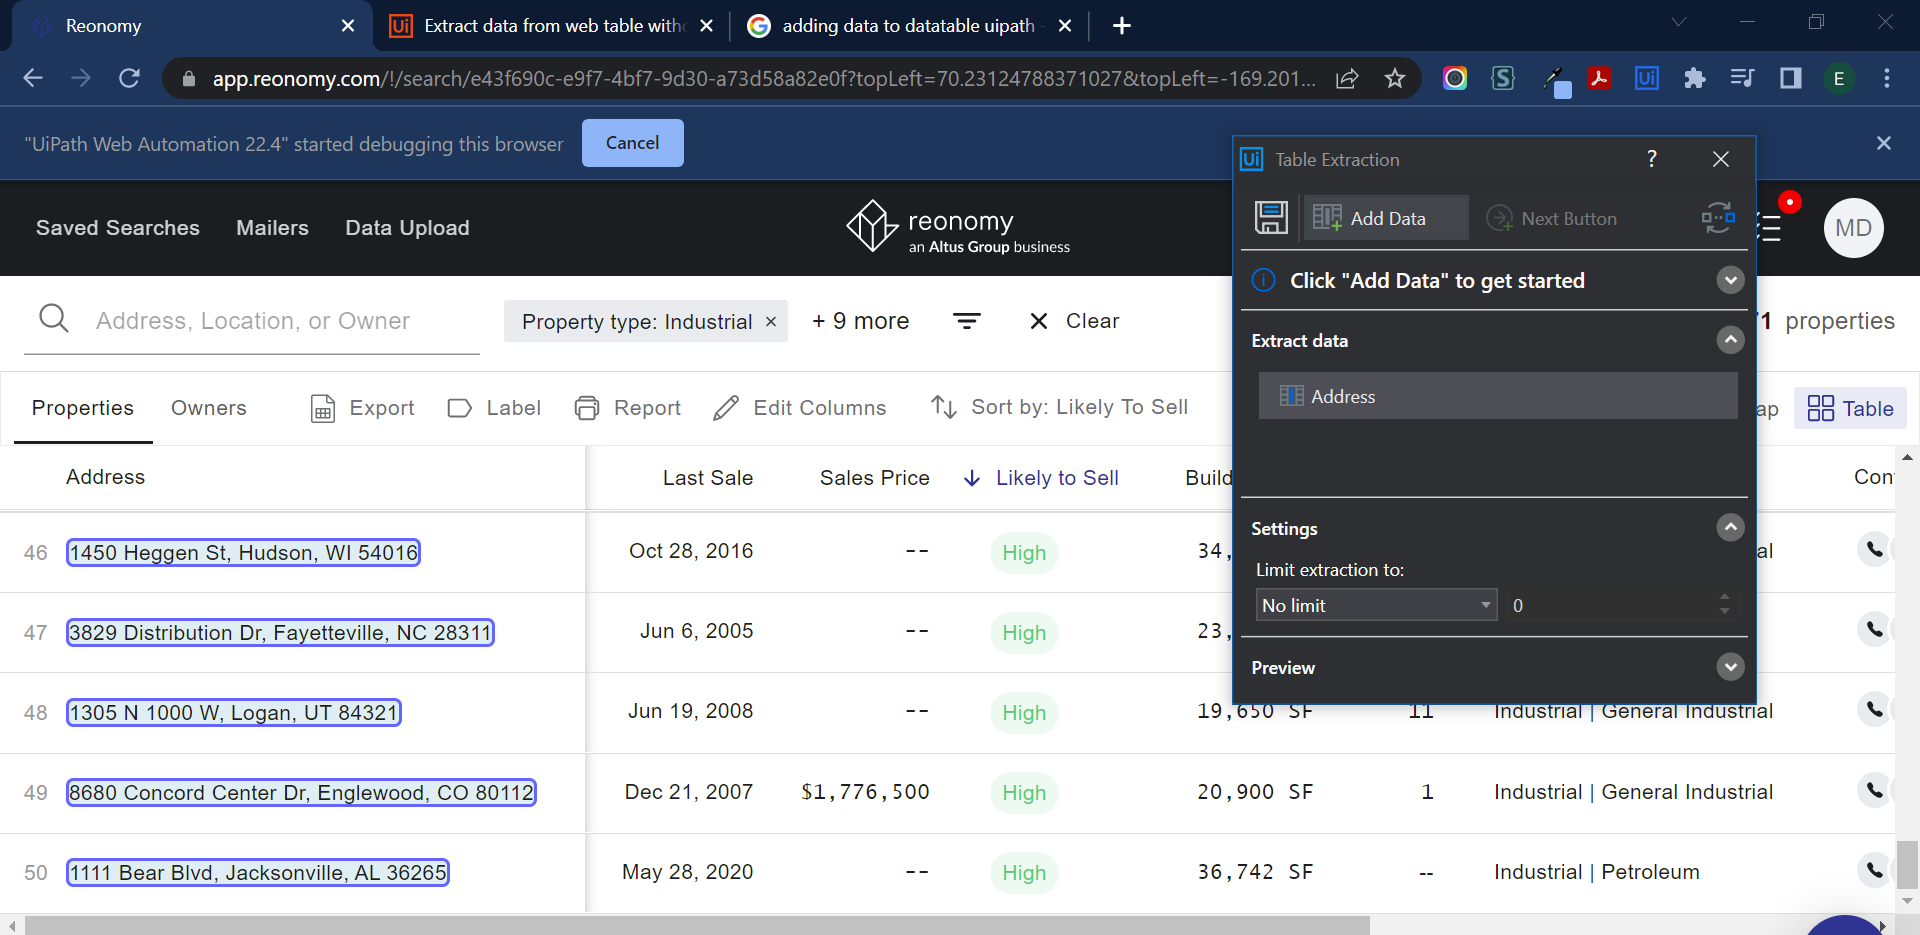 Reonomy
Extract data from web table with
adding data to datatable uipath
app.reonomy.com/!/search/e43f690c-e9f7-4bf7-9d30-a73d58a82e0f?topLeft=70.23124788371027&topLeft=-169.201...
E
"UiPath Web Automation 22.4" started debugging this browser
Cancel
Ui Table Extraction ?
Saved Searches
Mailers
Data Upload
reonomy
an Altus Group business
Add Data
Next Button
MD
Click "Add Data" to get started
Address, Location, or Owner
Property type: Industrial ×
+ 9 more
Clear
1 properties
Extract data
Address
Properties
Owners
Export
Label
Report
Edit Columns
Sort by: Likely To Sell
ap
Table
Address
Last Sale
Sales Price
Likely to Sell
Build
Con
Settings
Limit extraction to:
No limit
0
Preview
46 1450 Heggen St, Hudson, WI 54016 Oct 28, 2016 -- High 34, al
47 3829 Distribution Dr, Fayetteville, NC 28311 Jun 6, 2005 -- High 23,
48 1305 N 1000 W, Logan, UT 84321 Jun 19, 2008 -- High 19,650 SF 11 Industrial | General Industrial
49 8680 Concord Center Dr, Englewood, CO 80112 Dec 21, 2007 $1,776,500 High 20,900 SF 1 Industrial | General Industrial
50 1111 Bear Blvd, Jacksonville, AL 36265 May 28, 2020 -- High 36,742 SF -- Industrial | Petroleum